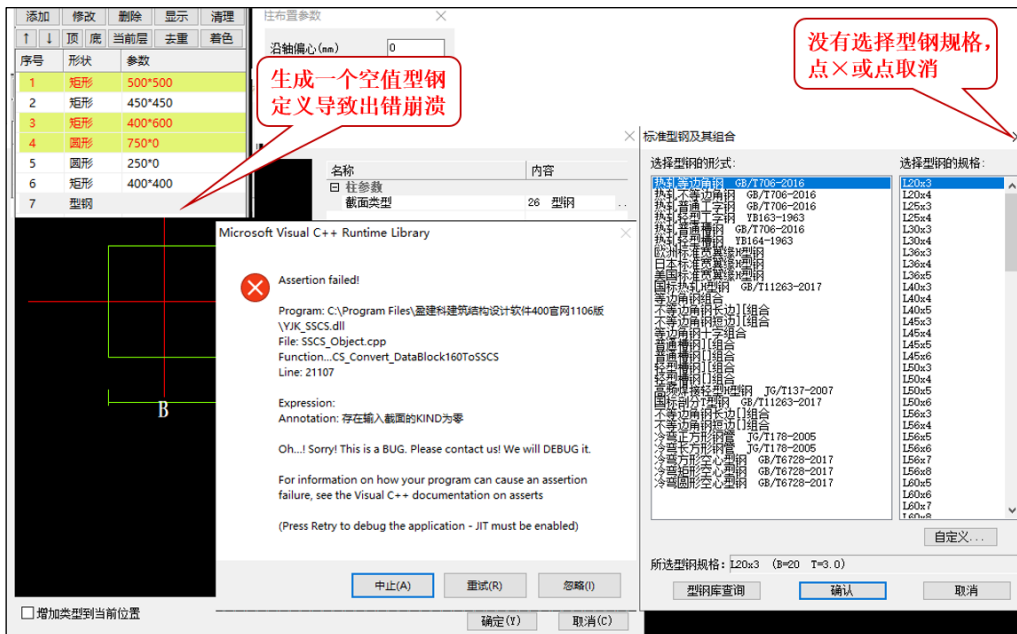 添加 修改 删除 显示 清理
↑ ↓ 顶 底 当前层 去重 着色
序号 形状 参数
1 矩形 500*500
2 矩形 450*450
3 矩形 400*600
4 圆形 750*0
5 圆形 250*0
6 矩形 400*400
7 型钢
B
增加类型到当前位置
柱布置参数
沿轴偏心(mm) 0
生成一个空值型钢
定义导致出错崩溃
没有选择型钢规格,
点×或点取消
名称 内容
柱参数
截面类型 26 型钢 ..
Microsoft Visual C++ Runtime Library
Assertion failed!
Program: C:\Program Files\盈建科建筑结构设计软件400官网1106版
\YJK_SSCS.dll
File: SSCS_Object.cpp
Function...CS_Convert_DataBlock160ToSSCS
Line: 21107
Expression:
Annotation: 存在输入截面的KIND为零
Oh...! Sorry! This is a BUG. Please contact us! We will DEBUG it.
For information on how your program can cause an assertion
failure, see the Visual C++ documentation on asserts
(Press Retry to debug the application - JIT must be enabled)
中止(A) 重试(R) 忽略(I)
确定(Y) 取消(C)
标准型钢及其组合
选择型钢的形式:
热轧等边角钢 GB/T706-2016
热轧不等边角钢 GB/T706-2016
热轧普通工字钢 GB/T706-2016
热轧轻型工字钢 YB163-1963
热轧普通槽钢 GB/T706-2016
热轧轻型槽钢 YB164-1963
欧洲标准宽翼缘H型钢
日本标准宽翼缘H型钢
美国标准宽翼缘H型钢
国标热轧H型钢 GB/T11263-2017
等边角钢组合
不等边角钢长边][组合
不等边角钢短边][组合
等边角钢十字组合
普通槽钢][组合
普通槽钢[]组合
轻型槽钢][组合
轻型槽钢[]组合
高频焊接轻型H型钢 JG/T137-2007
国标剖分T型钢 GB/T11263-2017
不等边角钢长边[]组合
不等边角钢短边[]组合
冷弯正方形钢管 JG/T178-2005
冷弯长方形钢管 JG/T178-2005
冷弯方形空心型钢 GB/T6728-2017
冷弯矩形空心型钢 GB/T6728-2017
冷弯圆形空心型钢 GB/T6728-2017
选择型钢的规格:
L20x3
L20x4
L25x3
L25x4
L30x3
L30x4
L36x3
L36x4
L36x5
L40x3
L40x4
L40x5
L45x3
L45x4
L45x5
L45x6
L50x3
L50x4
L50x5
L50x6
L56x3
L56x4
L56x5
L56x6
L56x7
L56x8
L60x5
L60x6
L60x7
L60x8
自定义...
所选型钢规格: L20x3 (B=20 T=3.0)
型钢库查询 确认 取消